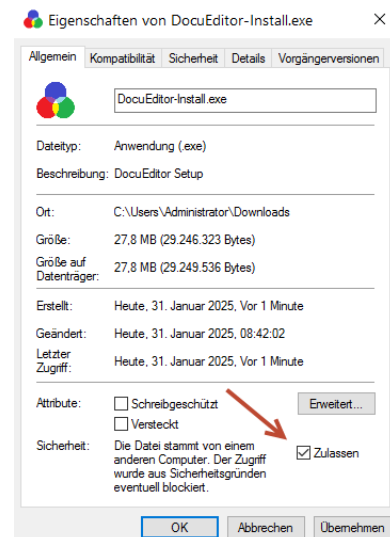 Eigenschaften von DocuEditor-Install.exe
Allgemein Kompatibilität Sicherheit Details Vorgängerversionen
DocuEditor-Install.exe
Dateityp: Anwendung (.exe)
Beschreibung: DocuEditor Setup
Ort: C:\Users\Administrator\Downloads
Größe: 27,8 MB (29.246.323 Bytes)
Größe auf
Datenträger: 27,8 MB (29.249.536 Bytes)
Erstellt: Heute, 31. Januar 2025, Vor 1 Minute
Geändert: Heute, 31. Januar 2025, 08:42:02
Letzter
Zugriff: Heute, 31. Januar 2025, Vor 1 Minute
Attribute: Schreibgeschützt Erweitert...
Versteckt
Sicherheit: Die Datei stammt von einem
anderen Computer. Der Zugriff
wurde aus Sicherheitsgründen
eventuell blockiert.
Zulassen
OK Abbrechen Übernehmen